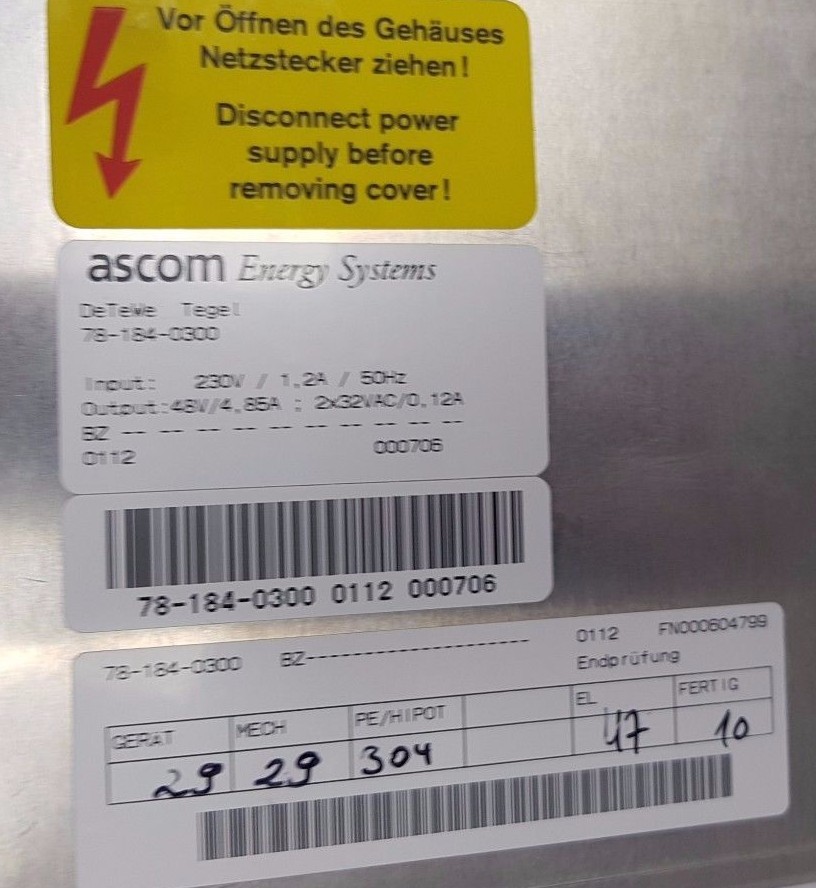 Vor Öffnen des Gehäuses
Netzstecker ziehen!
Disconnect power
supply before
removing cover!
ascom Energy Systems
DeTeWe Tegel
78-184-0300
Input: 230V / 1,2A / 50Hz
Output:48V/4,85A ; 2x32VAC/0,12A
BZ -- -- -- -- -- -- -- -- -- --
0112 000706
78-184-0300 0112 000706
78-184-0300 BZ-------------------- 0112 FN000604799
Endprüfung
GERÄT MECH PE/HIPOT EL FERTIG
29 29 304 47 10